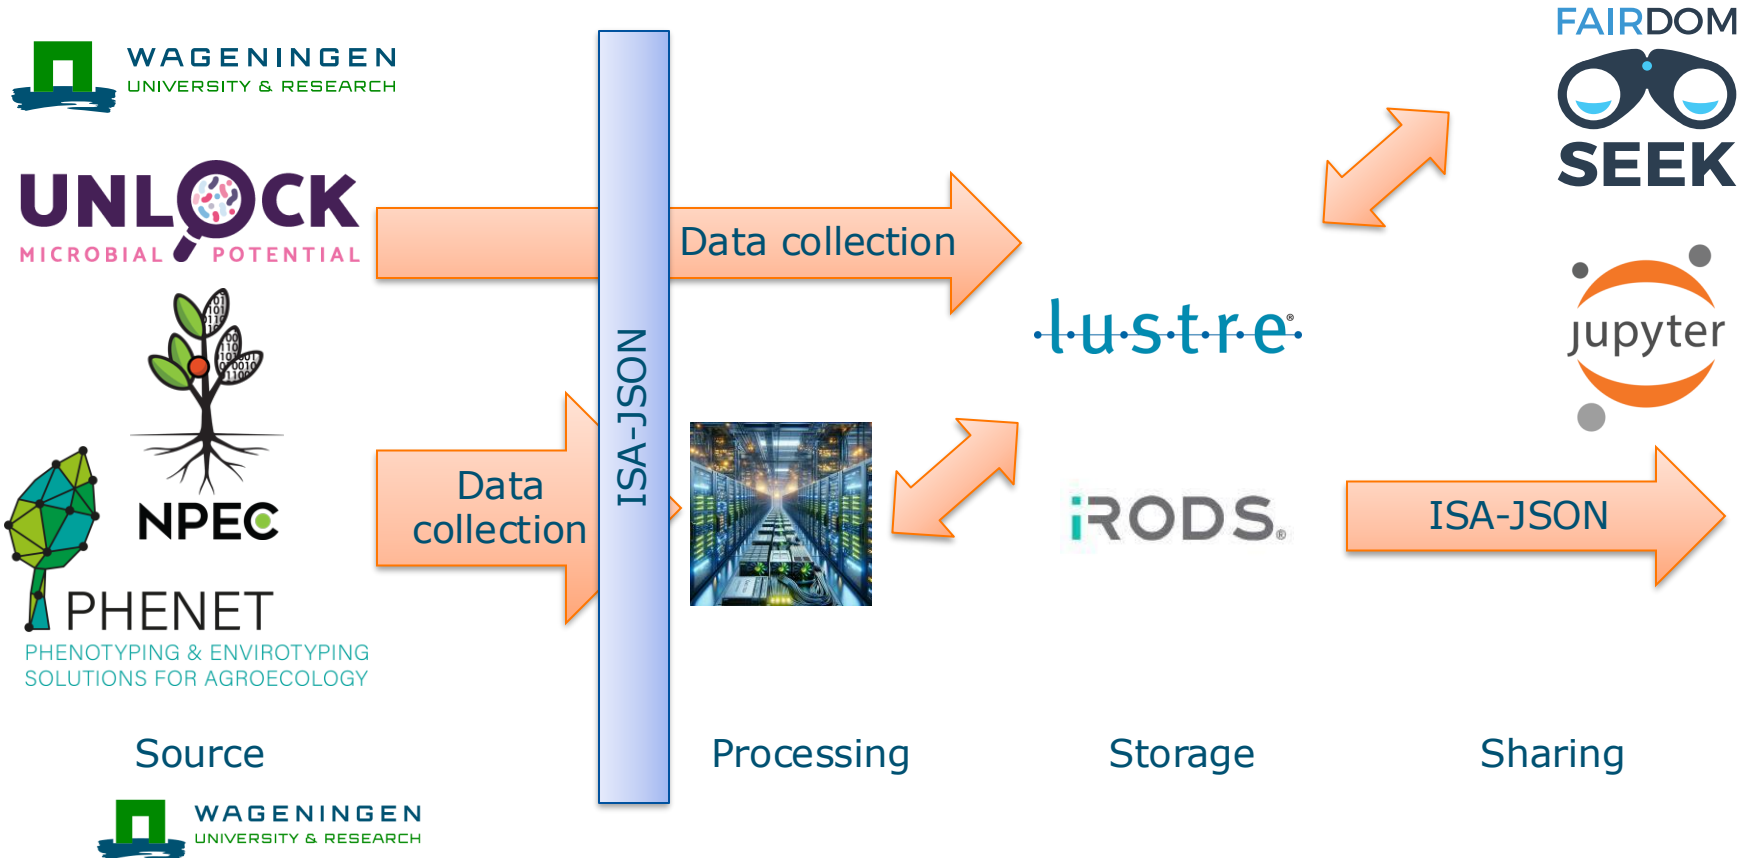 WAGENINGEN
UNIVERSITY & RESEARCH
UNLOCK
MICROBIAL POTENTIAL
NPEC
PHENET
PHENOTYPING & ENVIROTYPING
SOLUTIONS FOR AGROECOLOGY
Data collection
Data
collection
ISA-JSON
lustre®
iRODS®
FAIRDOM
SEEK
jupyter
ISA-JSON
Source
Processing
Storage
Sharing
WAGENINGEN
UNIVERSITY & RESEARCH